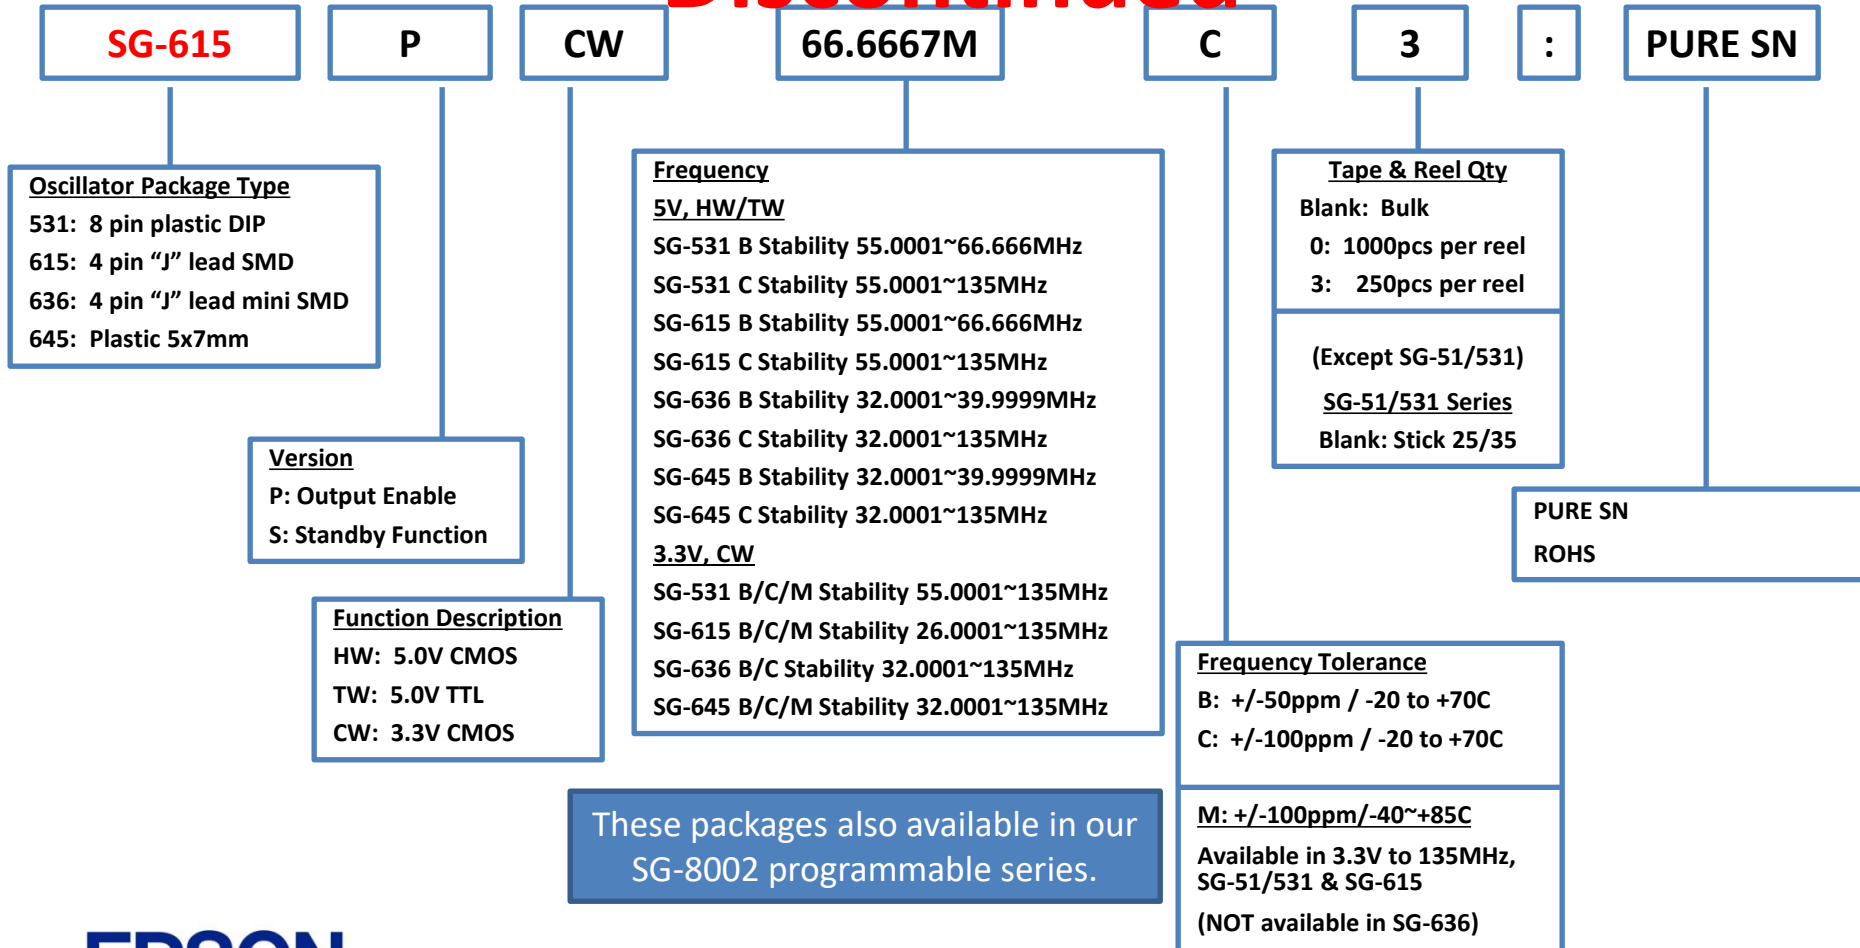 Discontinued
SG-615 P CW 66.6667M C 3 : PURE SN
Oscillator Package Type
531: 8 pin plastic DIP
615: 4 pin “J” lead SMD
636: 4 pin “J” lead mini SMD
645: Plastic 5x7mm
Version
P: Output Enable
S: Standby Function
Function Description
HW: 5.0V CMOS
TW: 5.0V TTL
CW: 3.3V CMOS
Frequency
5V, HW/TW
SG-531 B Stability 55.0001~66.666MHz
SG-531 C Stability 55.0001~135MHz
SG-615 B Stability 55.0001~66.666MHz
SG-615 C Stability 55.0001~135MHz
SG-636 B Stability 32.0001~39.9999MHz
SG-636 C Stability 32.0001~135MHz
SG-645 B Stability 32.0001~39.9999MHz
SG-645 C Stability 32.0001~135MHz
3.3V, CW
SG-531 B/C/M Stability 55.0001~135MHz
SG-615 B/C/M Stability 26.0001~135MHz
SG-636 B/C Stability 32.0001~135MHz
SG-645 B/C/M Stability 32.0001~135MHz
Tape & Reel Qty
Blank: Bulk
0: 1000pcs per reel
3: 250pcs per reel
(Except SG-51/531)
SG-51/531 Series
Blank: Stick 25/35
PURE SN
ROHS
Frequency Tolerance
B: +/-50ppm / -20 to +70C
C: +/-100ppm / -20 to +70C
M: +/-100ppm/-40~+85C
Available in 3.3V to 135MHz,
SG-51/531 & SG-615
(NOT available in SG-636)
These packages also available in our
SG-8002 programmable series.
EPSON